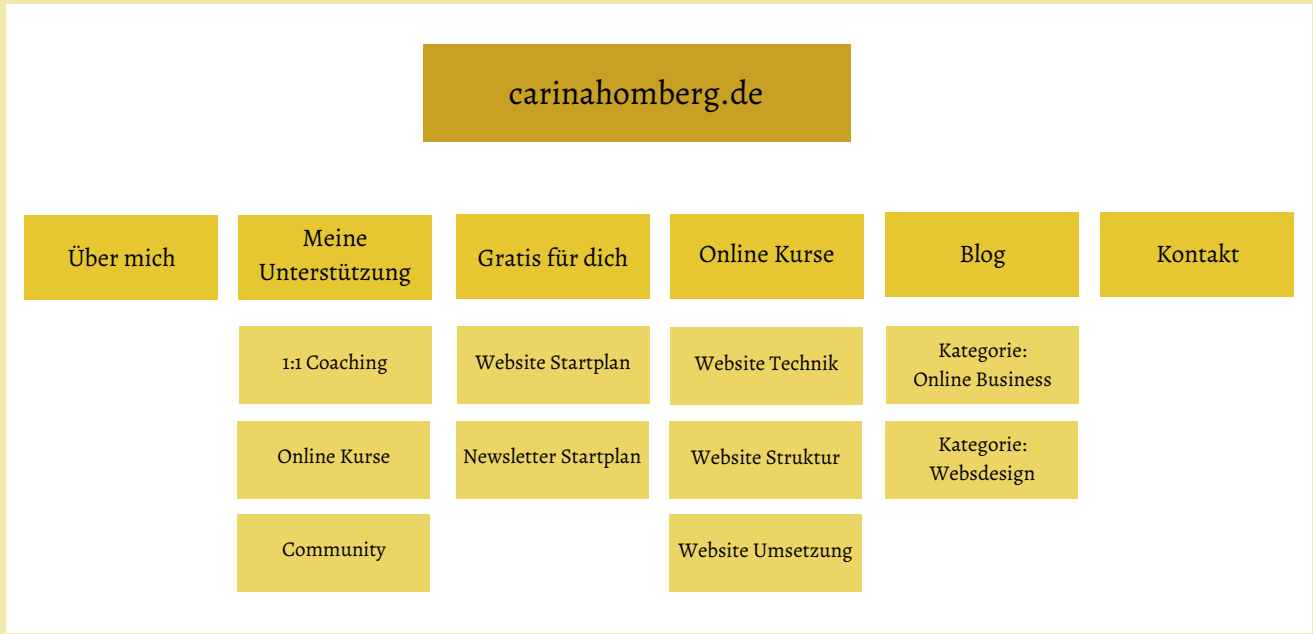 carinahomberg.de
Über mich
Meine
Unterstützung
Gratis für dich
Online Kurse
Blog
Kontakt
1:1 Coaching
Website Startplan
Website Technik
Kategorie:
Online Business
Online Kurse
Newsletter Startplan
Website Struktur
Kategorie:
Websdesign
Community
Website Umsetzung